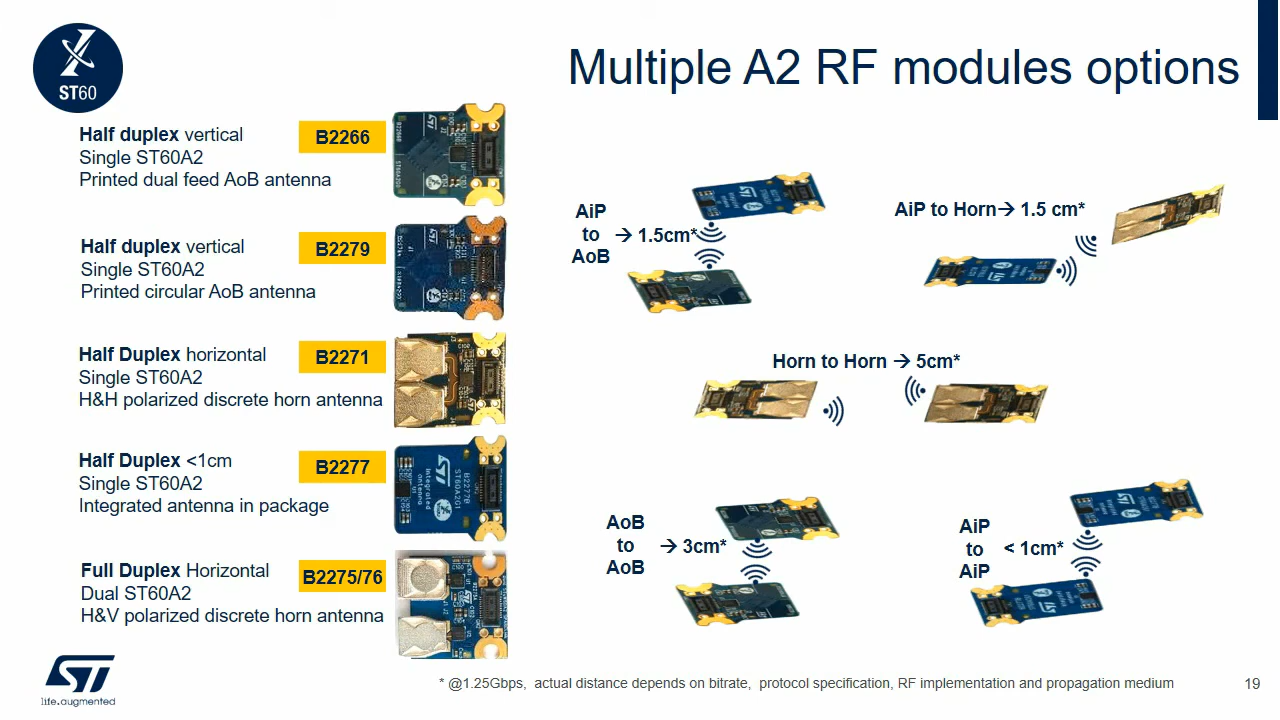 Multiple A2 RF modules options
ST60
Half duplex vertical
Single ST60A2
Printed dual feed AoB antenna
B2266
Half duplex vertical
Single ST60A2
Printed circular AoB antenna
B2279
Half Duplex horizontal
Single ST60A2
H&H polarized discrete horn antenna
B2271
Half Duplex <1cm
Single ST60A2
Integrated antenna in package
B2277
Full Duplex Horizontal
Dual ST60A2
H&V polarized discrete horn antenna
B2275/76
AiP
to
AoB
→ 1.5cm*
AiP to Horn→ 1.5 cm*
Horn to Horn → 5cm*
AoB
to
AoB
→ 3cm*
AiP
to
AiP
< 1cm*
ST
life.augmented
* @1.25Gbps, actual distance depends on bitrate, protocol specification, RF implementation and propagation medium
19